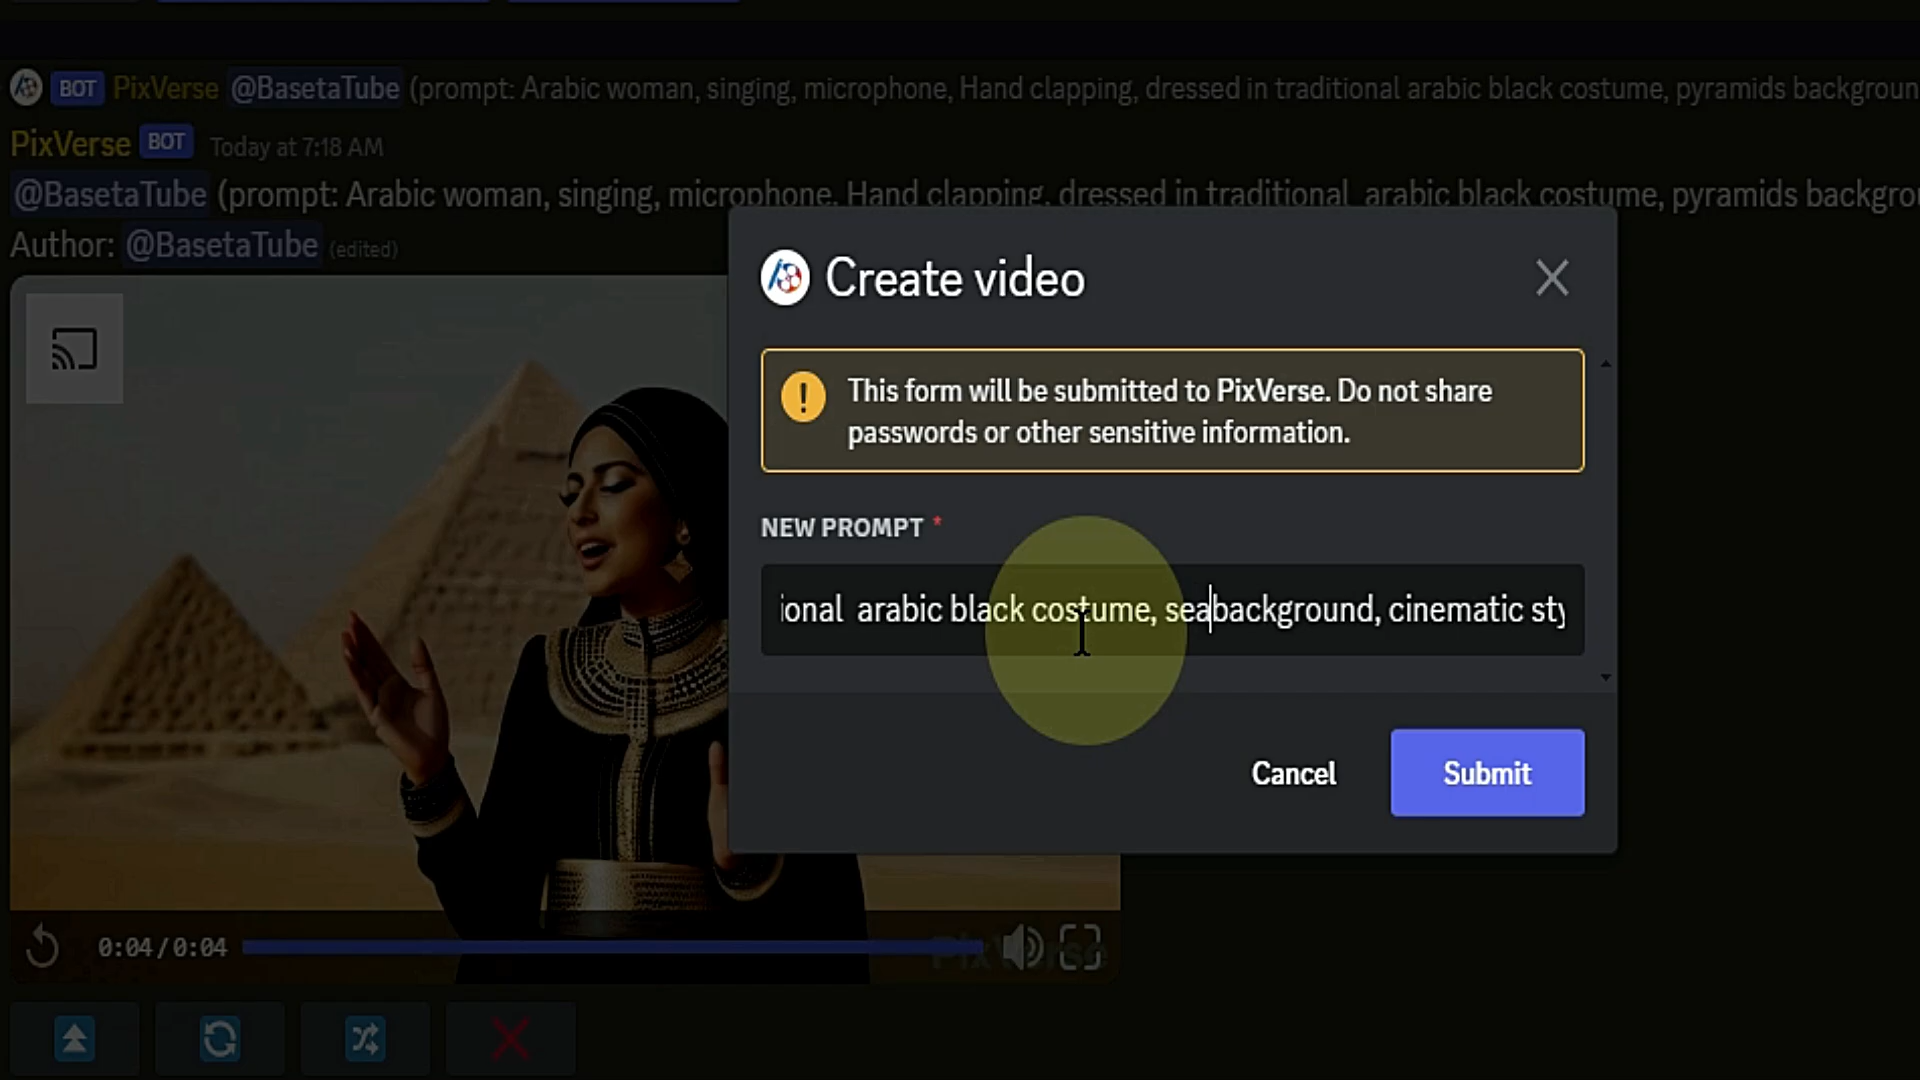 BOT PixVerse @BasetaTube (prompt: Arabic woman, singing, microphone, Hand clapping, dressed in traditional arabic black costume, pyramids backgroun
PixVerse BOT Today at 7:18 AM
@BasetaTube (prompt: Arabic woman, singing, microphone, Hand clapping, dressed in traditional arabic black costume, pyramids backgrou
Author: @BasetaTube (edited)
Create video
This form will be submitted to PixVerse. Do not share
passwords or other sensitive information.
NEW PROMPT *
ional arabic black costume, seabackground, cinematic sty
Cancel Submit
0:04/0:04 PixVerse